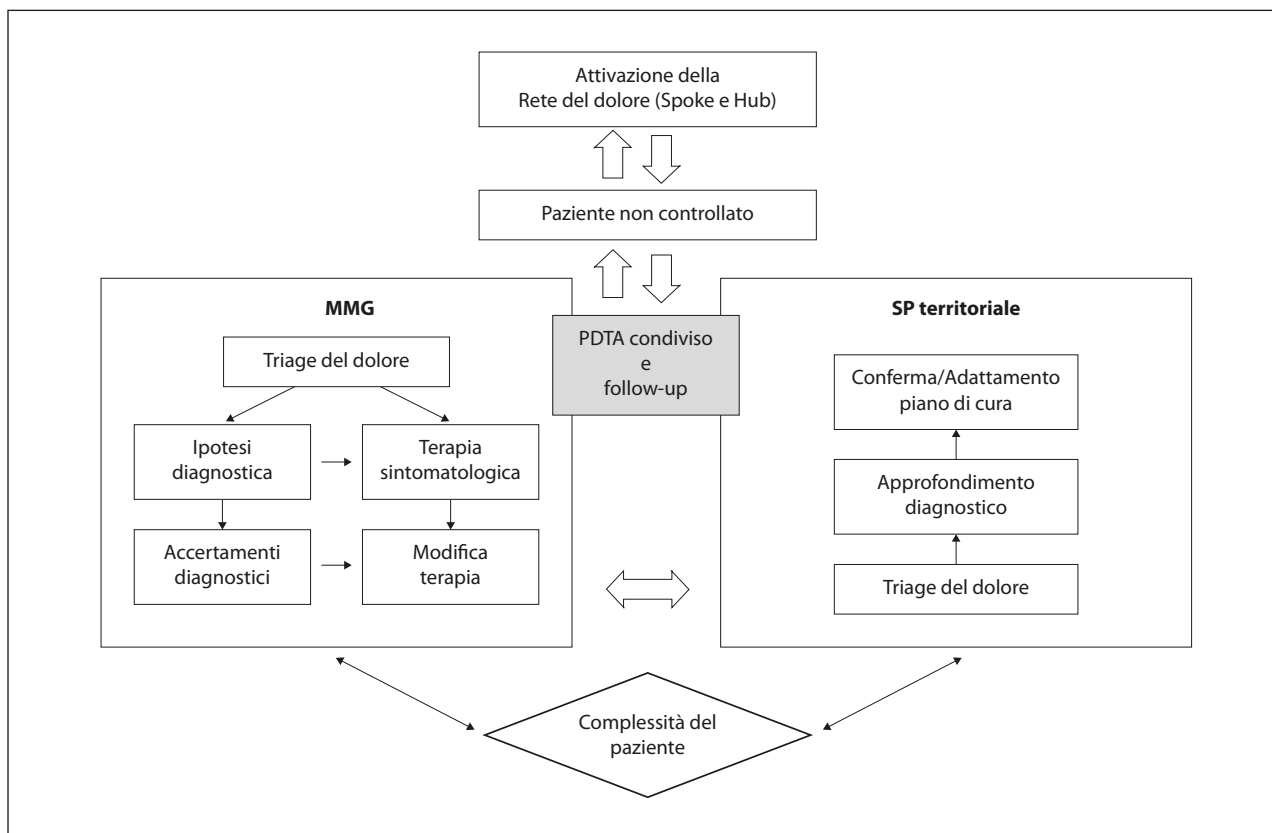 Attivazione della
Rete del dolore (Spoke e Hub)
Paziente non controllato
MMG
Triage del dolore
Ipotesi
diagnostica
Terapia
sintomatologica
Accertamenti
diagnostici
Modifica
terapia
PDTA condiviso
e
follow-up
SP territoriale
Conferma/Adattamento
piano di cura
Approfondimento
diagnostico
Triage del dolore
Complessità del
paziente